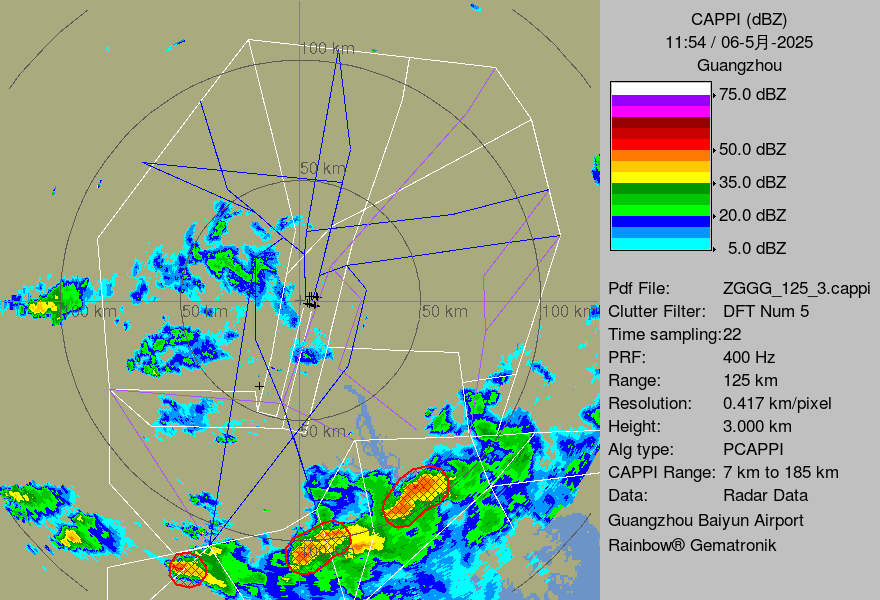 CAPPI (dBZ)
11:54 / 06-5月-2025
Guangzhou
75.0 dBZ
50.0 dBZ
35.0 dBZ
20.0 dBZ
5.0 dBZ
Pdf File: ZGGG_125_3.cappi
Clutter Filter: DFT Num 5
Time sampling:22
PRF: 400 Hz
Range: 125 km
Resolution: 0.417 km/pixel
Height: 3.000 km
Alg type: PCAPPI
CAPPI Range: 7 km to 185 km
Data: Radar Data
Guangzhou Baiyun Airport
Rainbow® Gematronik
100 km
50 km
50 km
50 km
100 km
50 km